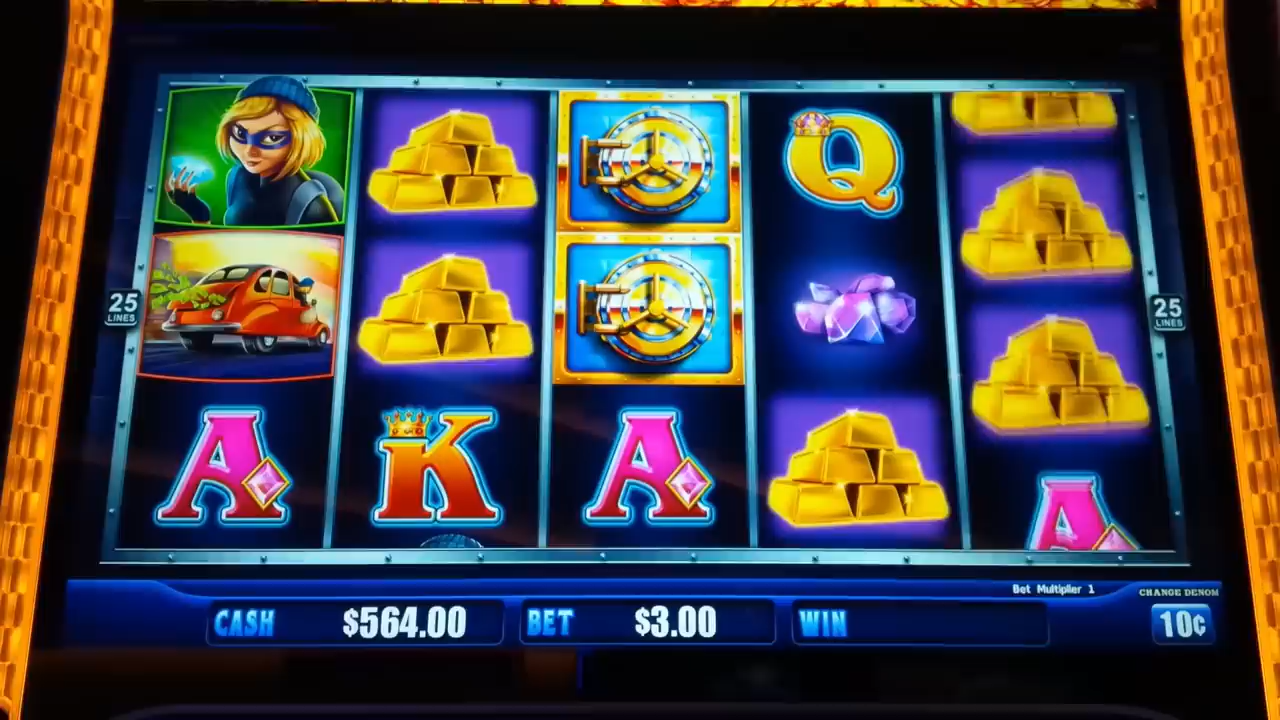 Q
25
LINES
25
LINES
A
K
A
A
Bet Multiplier 1
CHANGE DENOM
CASH $564.00 BET $3.00 WIN
10¢